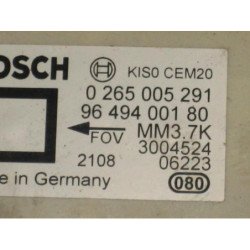 OSCH KIS0 CEM20
0 265 005 291
96 494 001 80
FOV MM3.7K
2108 3004524
06223
e in Germany 080